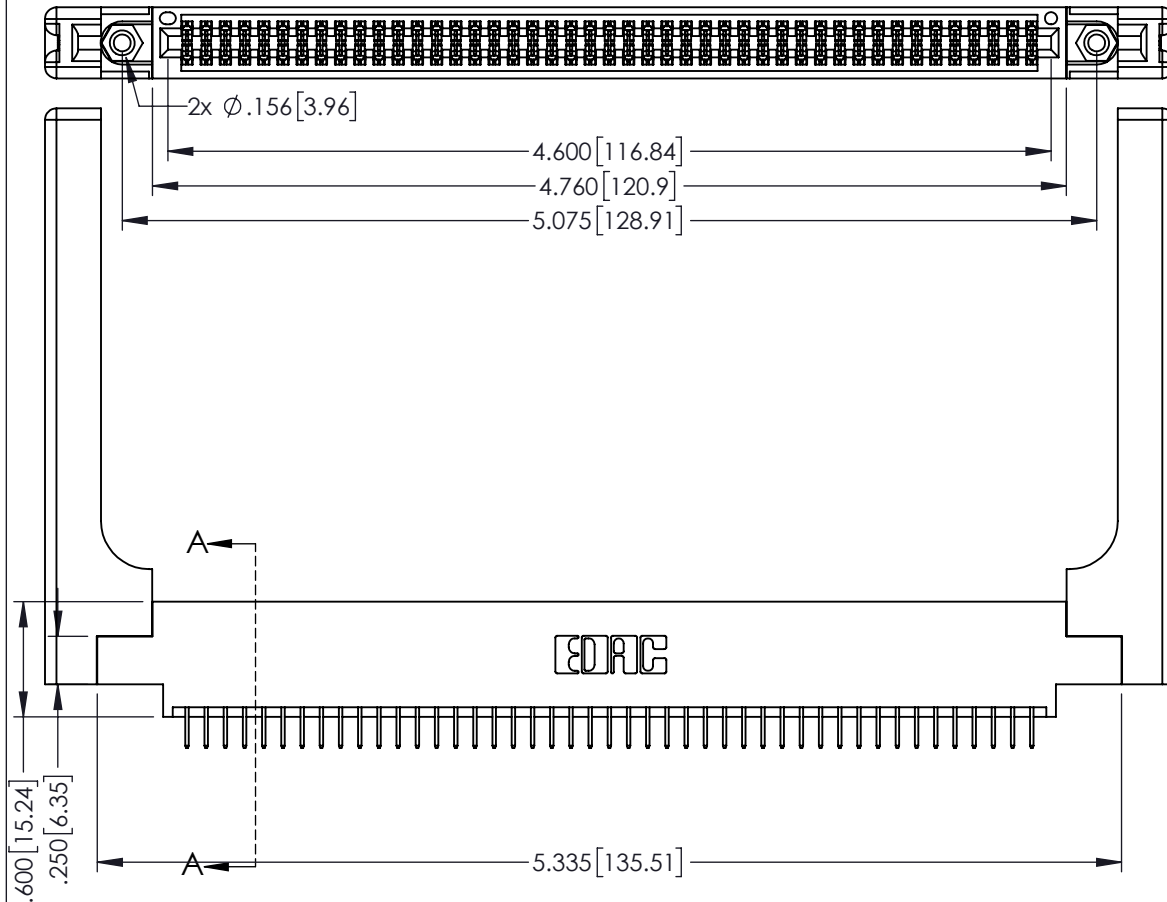 2x Ø.156[3.96]
4.600[116.84]
4.760[120.9]
5.075[128.91]
A
EDAC
.600[15.24]
.250[6.35]
A
5.335[135.51]